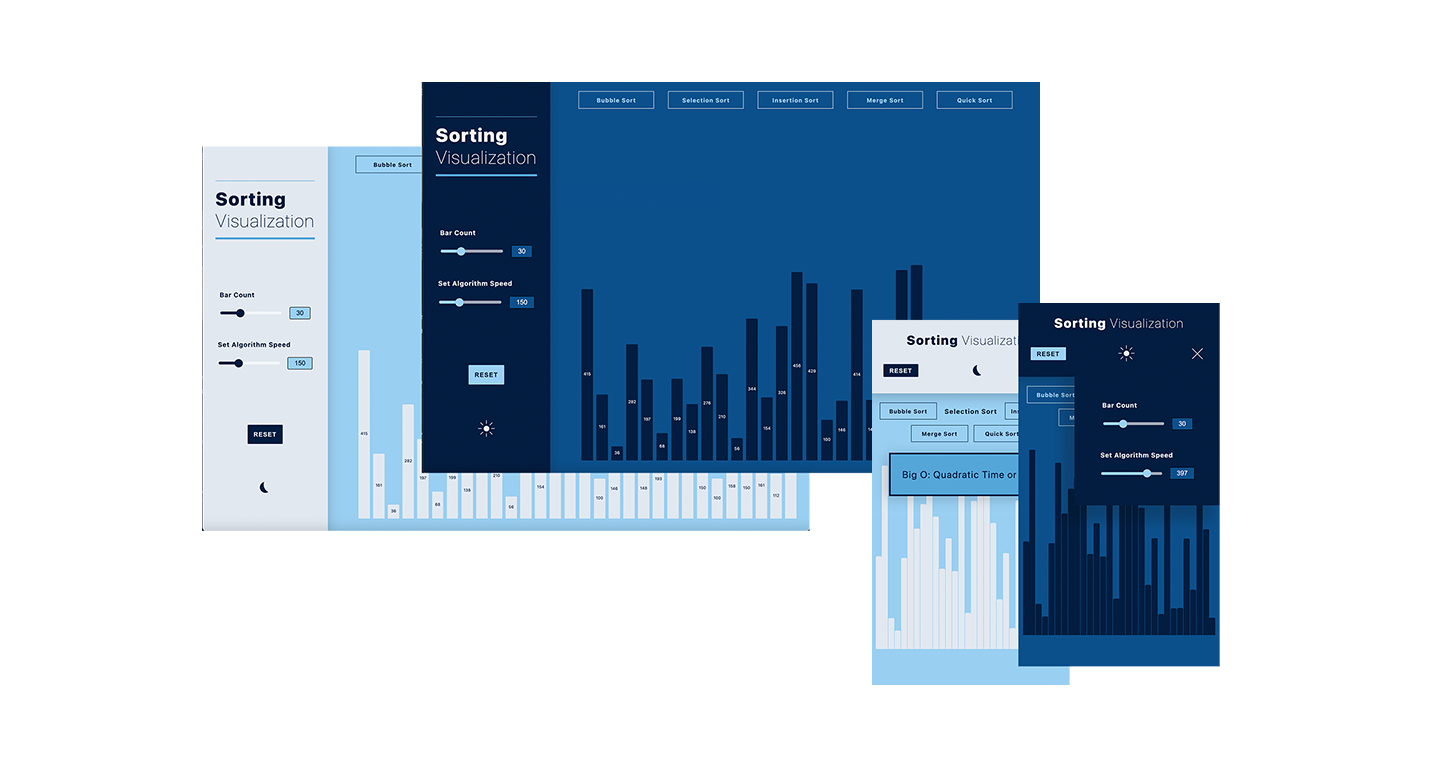 Sorting
Visualization
Bar Count
30
Set Algorithm Speed
150
RESET
Bubble Sort
415
161
36
282
197
68
199
136
210
56
154
100
146
148
193
150
100
158
150
161
112
Sorting
Visualization
Bar Count
30
Set Algorithm Speed
150
RESET
Bubble Sort
Selection Sort
Insertion Sort
Merge Sort
Quick Sort
415
161
36
282
197
68
199
138
276
210
56
344
154
326
456
429
100
146
414
Sorting Visualizat
RESET
Bubble Sort
Selection Sort
Merge Sort
Quick Sort
Big O: Quadratic Time or
Sorting Visualization
RESET
Bubble Sort
Bar Count
30
Set Algorithm Speed
397